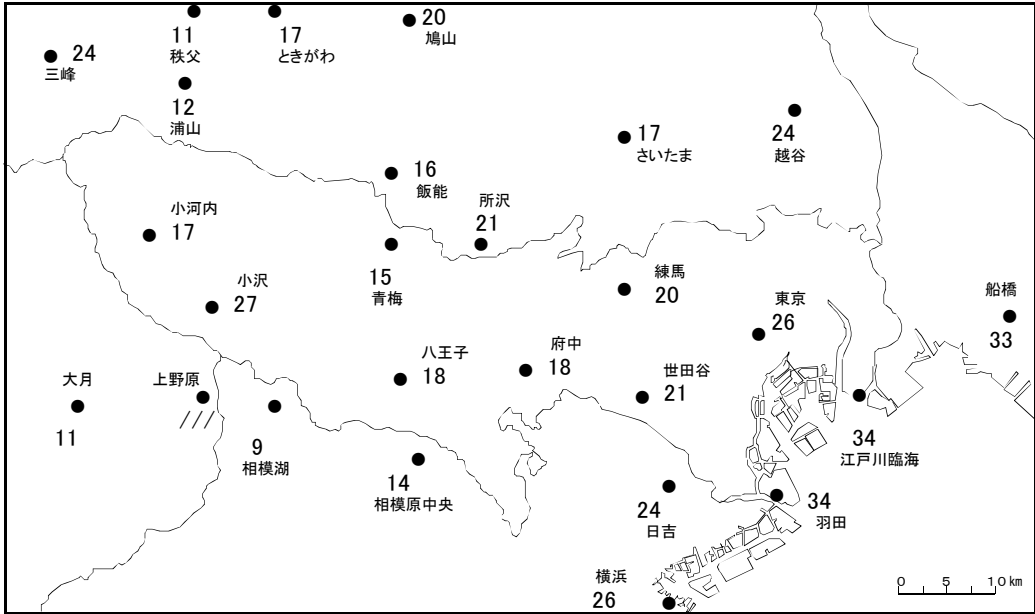 11
秩父
17
ときがわ
20
鳩山
24
三峰
12
浦山
17
さいたま
24
越谷
16
飯能
所沢
21
小河内
17
15
青梅
小沢
27
練馬
20
東京
26
船橋
33
大月
11
上野原
///
9
相模湖
八王子
18
府中
18
世田谷
21
34
江戸川臨海
14
相模原中央
24
日吉
34
羽田
横浜
26
0 5 10km